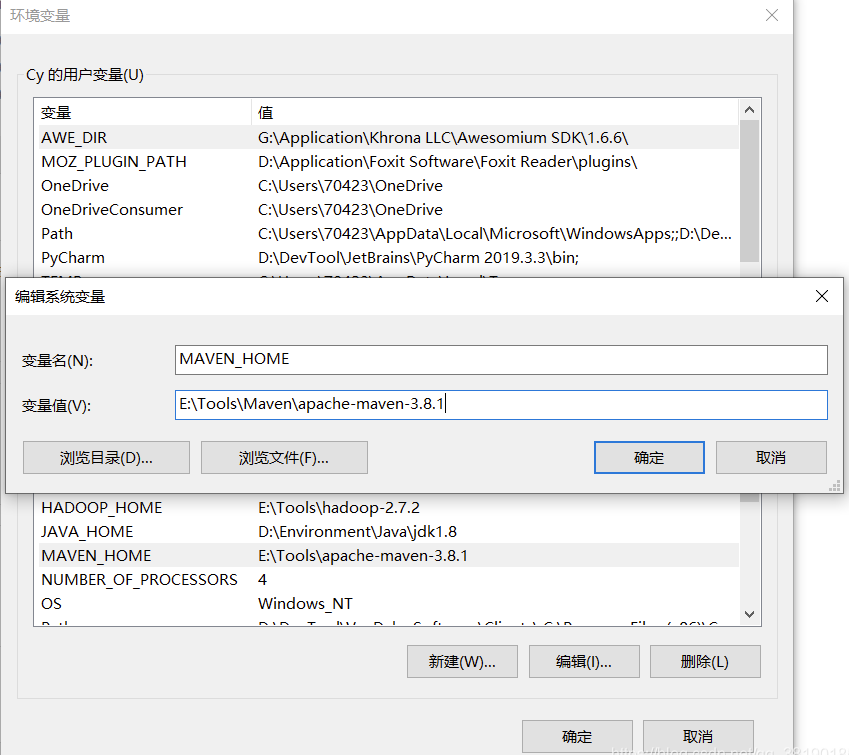 环境变量
Cy 的用户变量(U)
变量 值
AWE_DIR G:\Application\Khrona LLC\Awesomium SDK\1.6.6\
MOZ_PLUGIN_PATH D:\Application\Foxit Software\Foxit Reader\plugins\
OneDrive C:\Users\70423\OneDrive
OneDriveConsumer C:\Users\70423\OneDrive
Path C:\Users\70423\AppData\Local\Microsoft\WindowsApps;;D:\De...
PyCharm D:\DevTool\JetBrains\PyCharm 2019.3.3\bin;
编辑系统变量
变量名(N): MAVEN_HOME
变量值(V): E:\Tools\Maven\apache-maven-3.8.1
浏览目录(D)... 浏览文件(F)... 确定 取消
HADOOP_HOME E:\Tools\hadoop-2.7.2
JAVA_HOME D:\Environment\Java\jdk1.8
MAVEN_HOME E:\Tools\apache-maven-3.8.1
NUMBER_OF_PROCESSORS 4
OS Windows_NT
新建(W)... 编辑(I)... 删除(L)
确定 取消